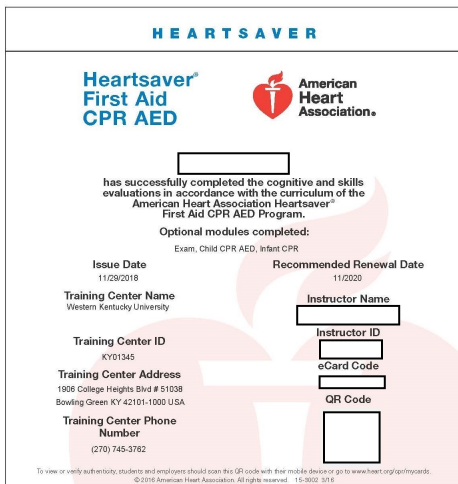 HEARTSAVER
Heartsaver®
First Aid
CPR AED
American
Heart
Association®
has successfully completed the cognitive and skills
evaluations in accordance with the curriculum of the
American Heart Association Heartsaver®
First Aid CPR AED Program.
Optional modules completed:
Exam, Child CPR AED, Infant CPR
Issue Date
11/29/2018
Recommended Renewal Date
11/2020
Training Center Name
Western Kentucky University
Instructor Name
Training Center ID
KY01345
Instructor ID
eCard Code
Training Center Address
1906 College Heights Blvd # 51038
Bowling Green KY 42101-1000 USA
QR Code
Training Center Phone
Number
(270) 745-3762
To view or verify authenticity, students and employers should scan this QR code with their mobile device or go to www.heart.org/cpr/mycards.
© 2016 American Heart Association. All rights reserved. 15-3002 3/16